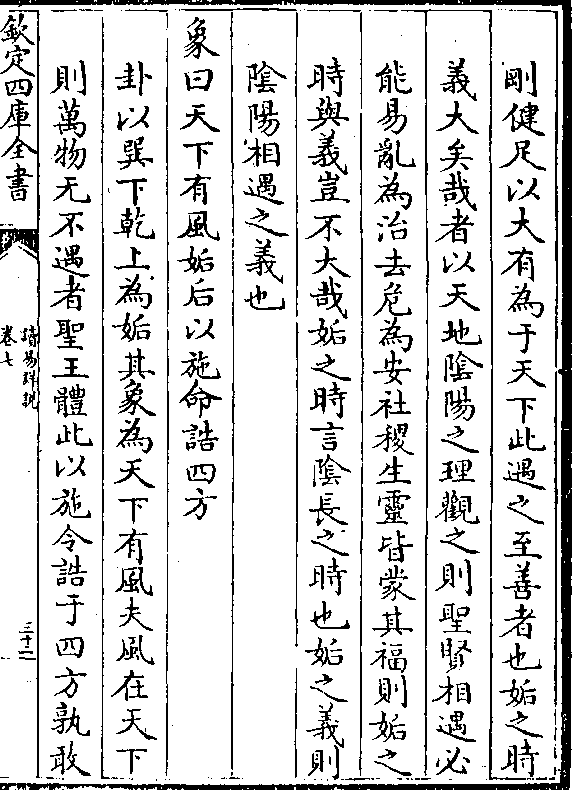 剛健足以大有為于天下此遇之至善者也姤之時
義大矣哉者以天地陰陽之理觀之則聖賢相遇必
能易亂為治去危為安社稷生靈皆蒙其福則姤之
時與義豈不大哉姤之時言陰長之時也姤之義則
陰陽相遇之義也
象曰天下有風姤后以施命誥四方
卦以巽下乾上為姤其象為天下有風夫風在天下
則萬物无不遇者聖王體此以施令誥于四方孰敢
欽定四庫全書
讀易詳說
卷七
三十二